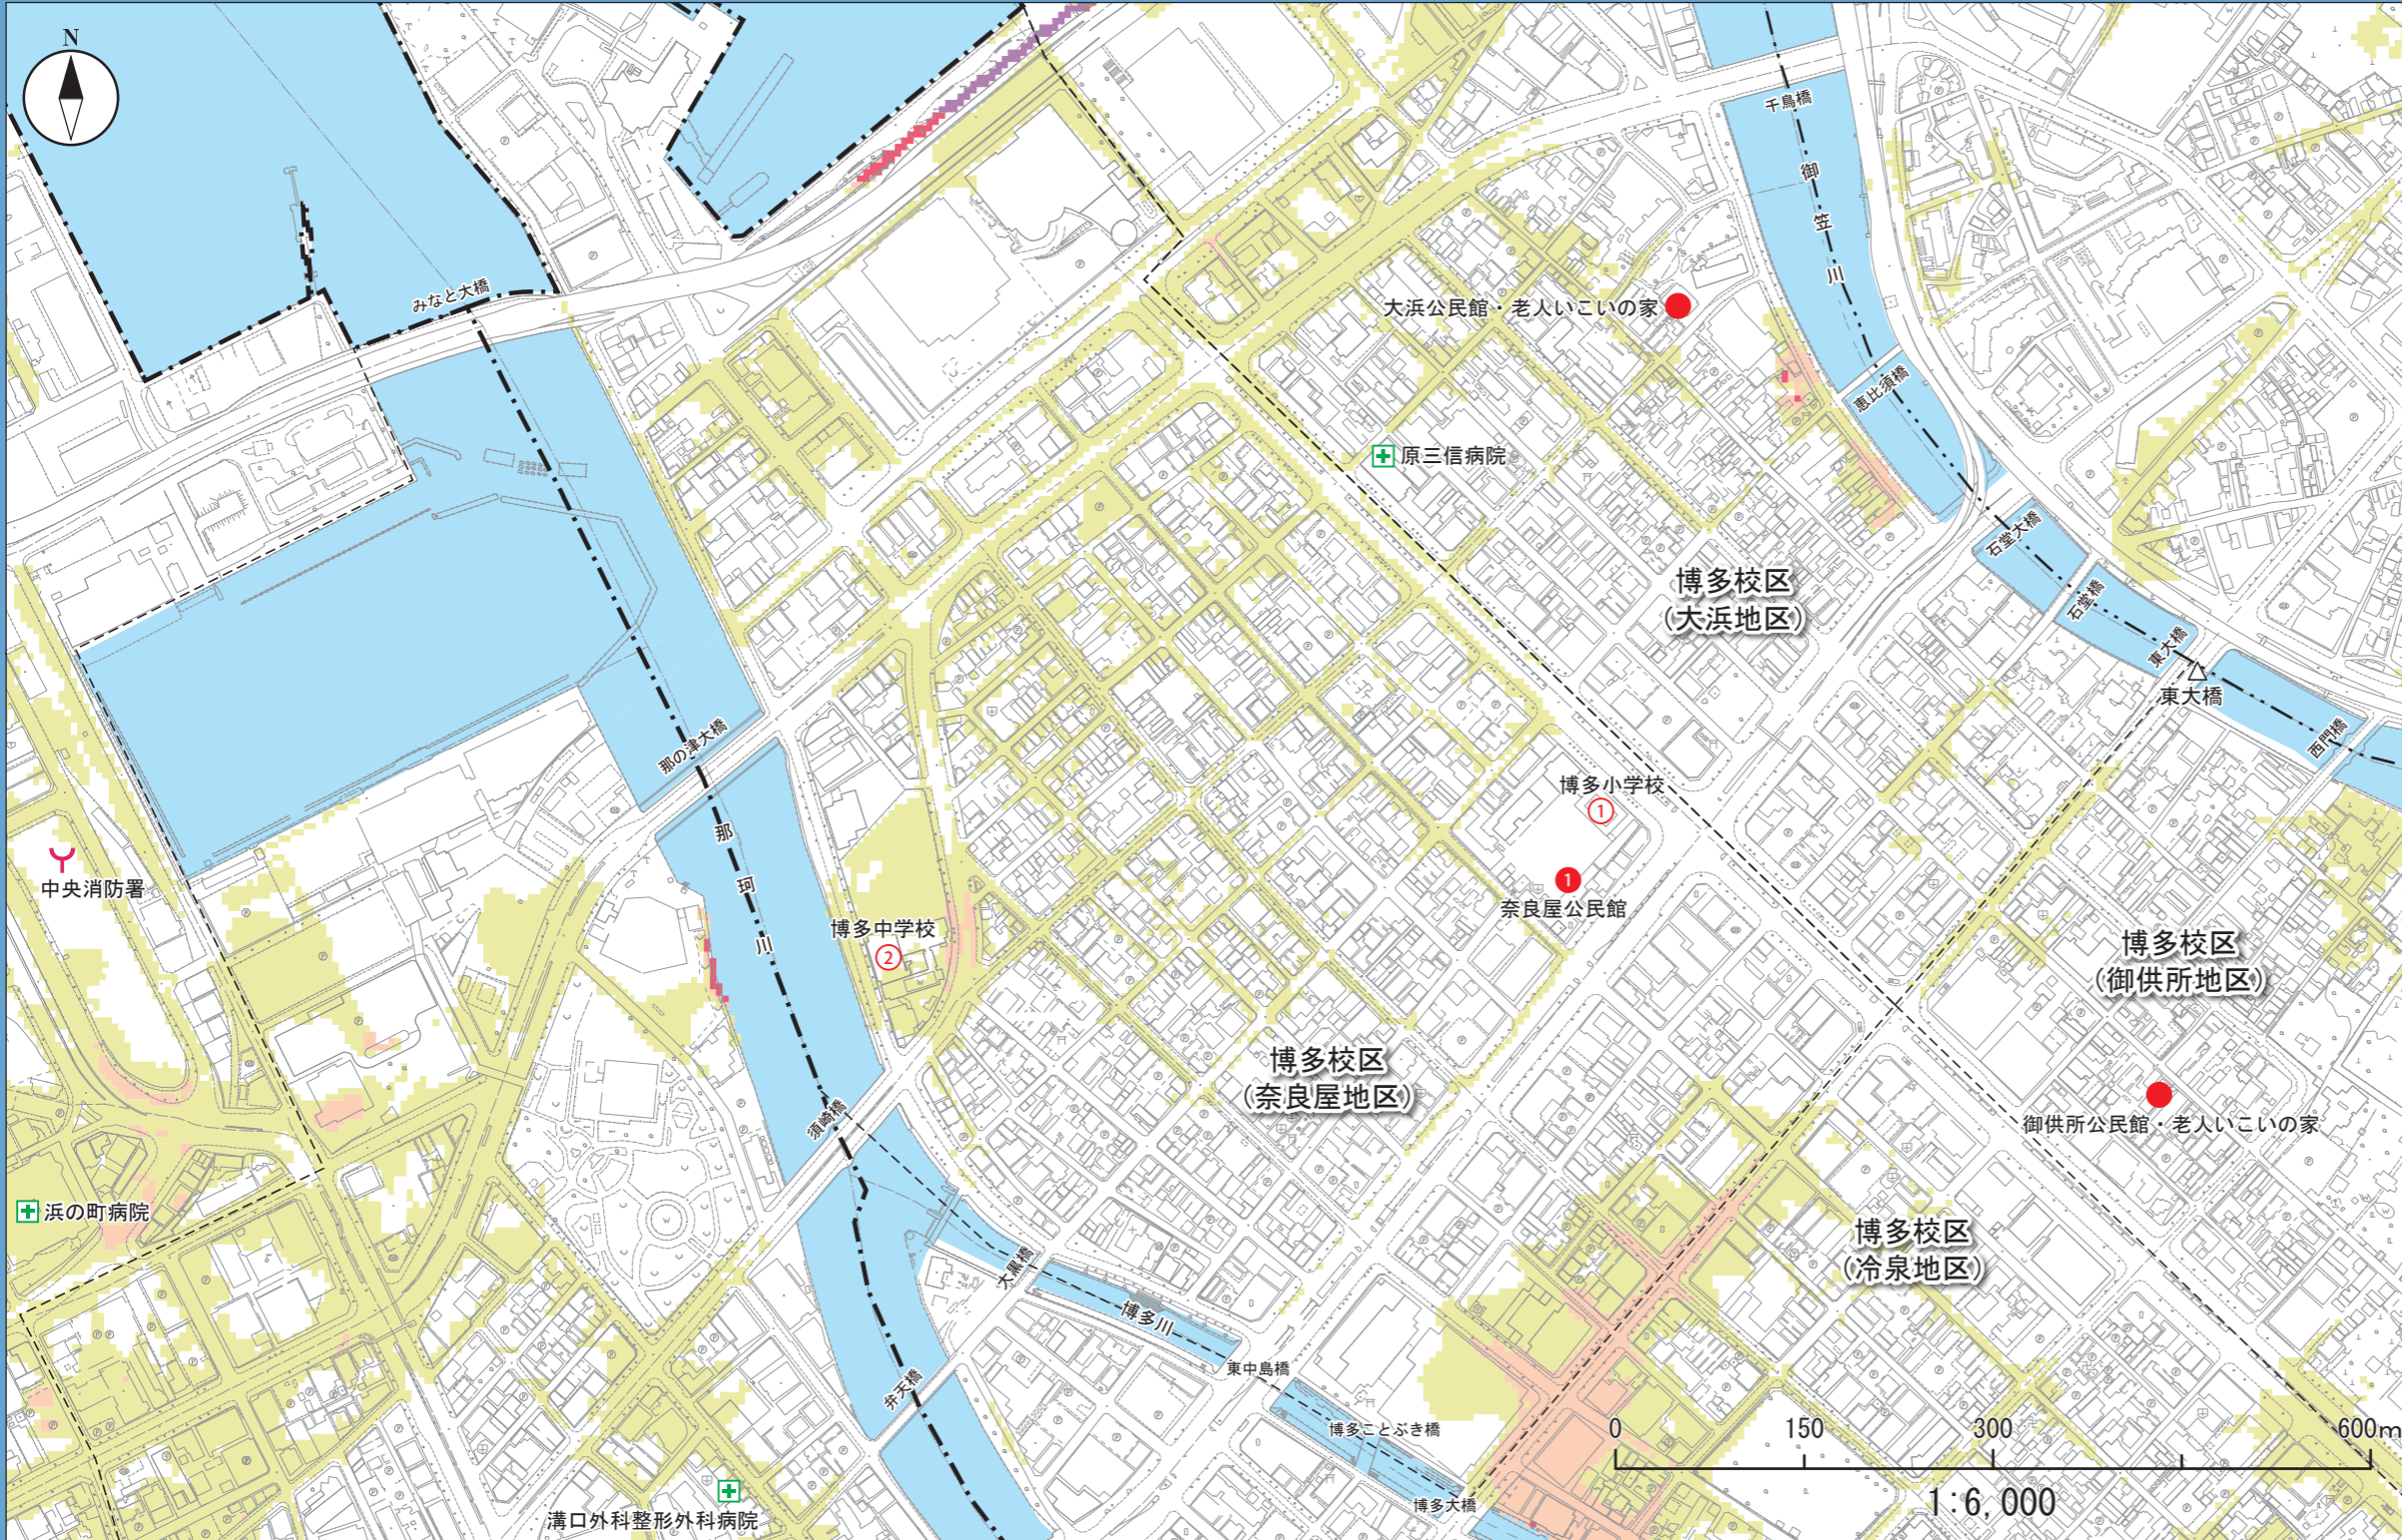 N
千鳥橋
御笠川
みなと大橋
大浜公民館・老人いこいの家
恵比須橋
原三信病院
石堂大橋
博多校区
(大浜地区)
石堂橋
東大橋
東大橋
西門橋
那の津大橋
博多小学校
1
那珂川
中央消防署
1
奈良屋公民館
博多中学校
2
博多校区
(御供所地区)
博多校区
(奈良屋地区)
須崎橋
御供所公民館・老人いこいの家
浜の町病院
博多校区
(冷泉地区)
大黒橋
博多川
東中島橋
弁天橋
博多ことぶき橋
0 150 300 600m
博多大橋
1:6,000
溝口外科整形外科病院